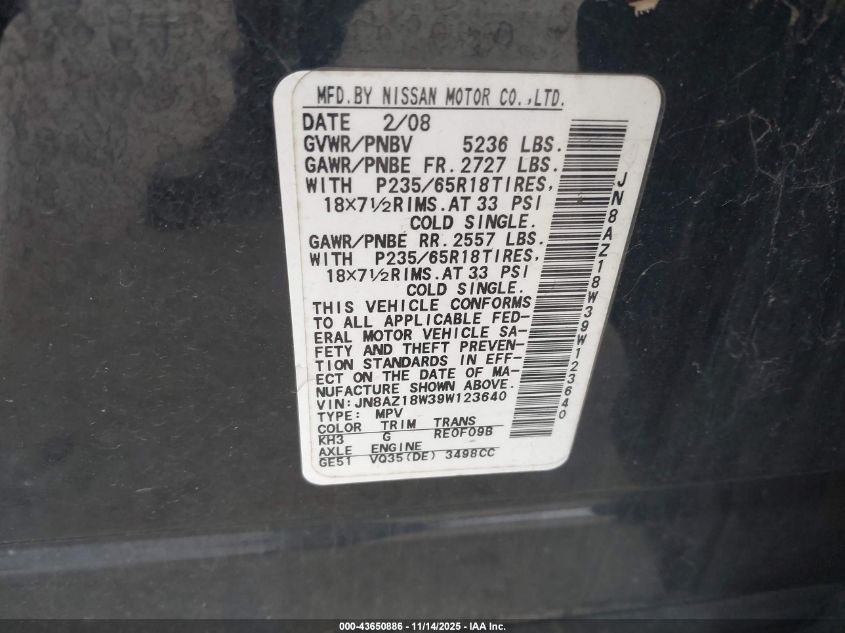 MFD.BY NISSAN MOTOR CO.,LTD.
DATE 2/08
GVWR/PNBV 5236 LBS.
GAWR/PNBE FR. 2727 LBS.
WITH P235/65R18TIRES,
18X7½RIMS.AT 33 PSI
COLD SINGLE.
GAWR/PNBE RR. 2557 LBS.
WITH P235/65R18TIRES,
18X7½RIMS.AT 33 PSI
COLD SINGLE.
THIS VEHICLE CONFORMS
TO ALL APPLICABLE FED-
ERAL MOTOR VEHICLE SA-
FETY AND THEFT PREVEN-
TION STANDARDS IN EFF-
ECT ON THE DATE OF MA-
NUFACTURE SHOWN ABOVE.
VIN:JN8AZ18W39W123640
TYPE: MPV
COLOR TRIM TRANS
KH3 G RE0F09B
AXLE ENGINE
GE51 VQ35(DE) 3498CC
JN8AZ18W39W123640
000-43650886 - 11/14/2025 - IAA Inc.